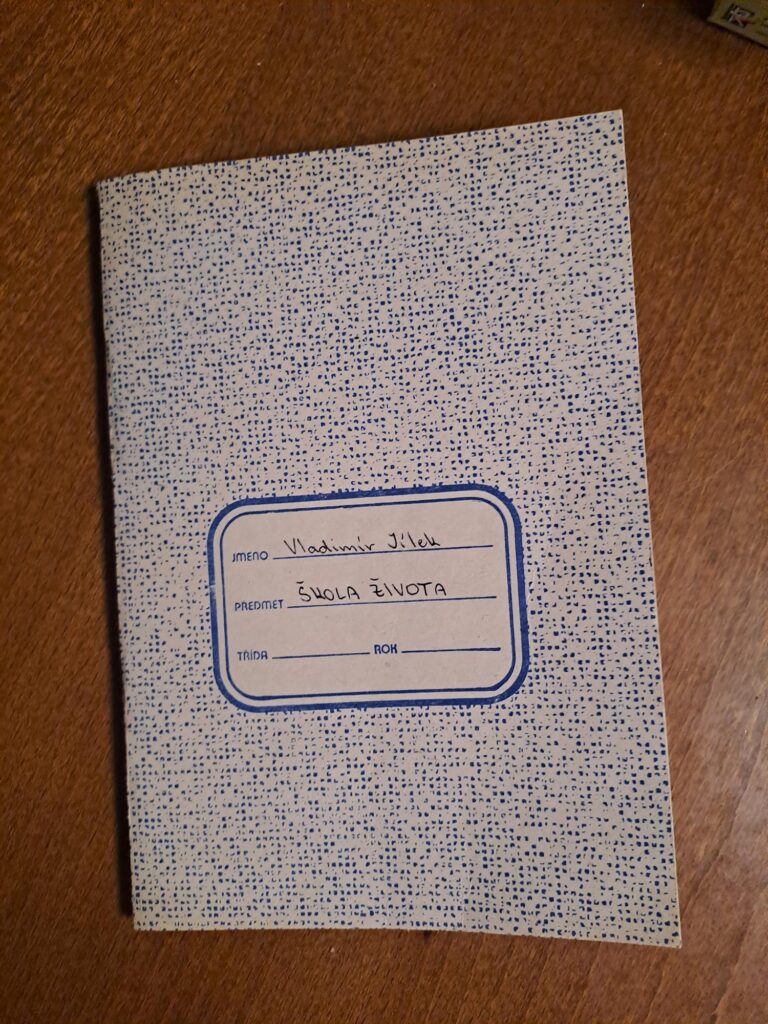 JMENO Vladimír Jílek
PŘEDMĚT ŠKOLA ŽIVOTA
TŘÍDA ROK